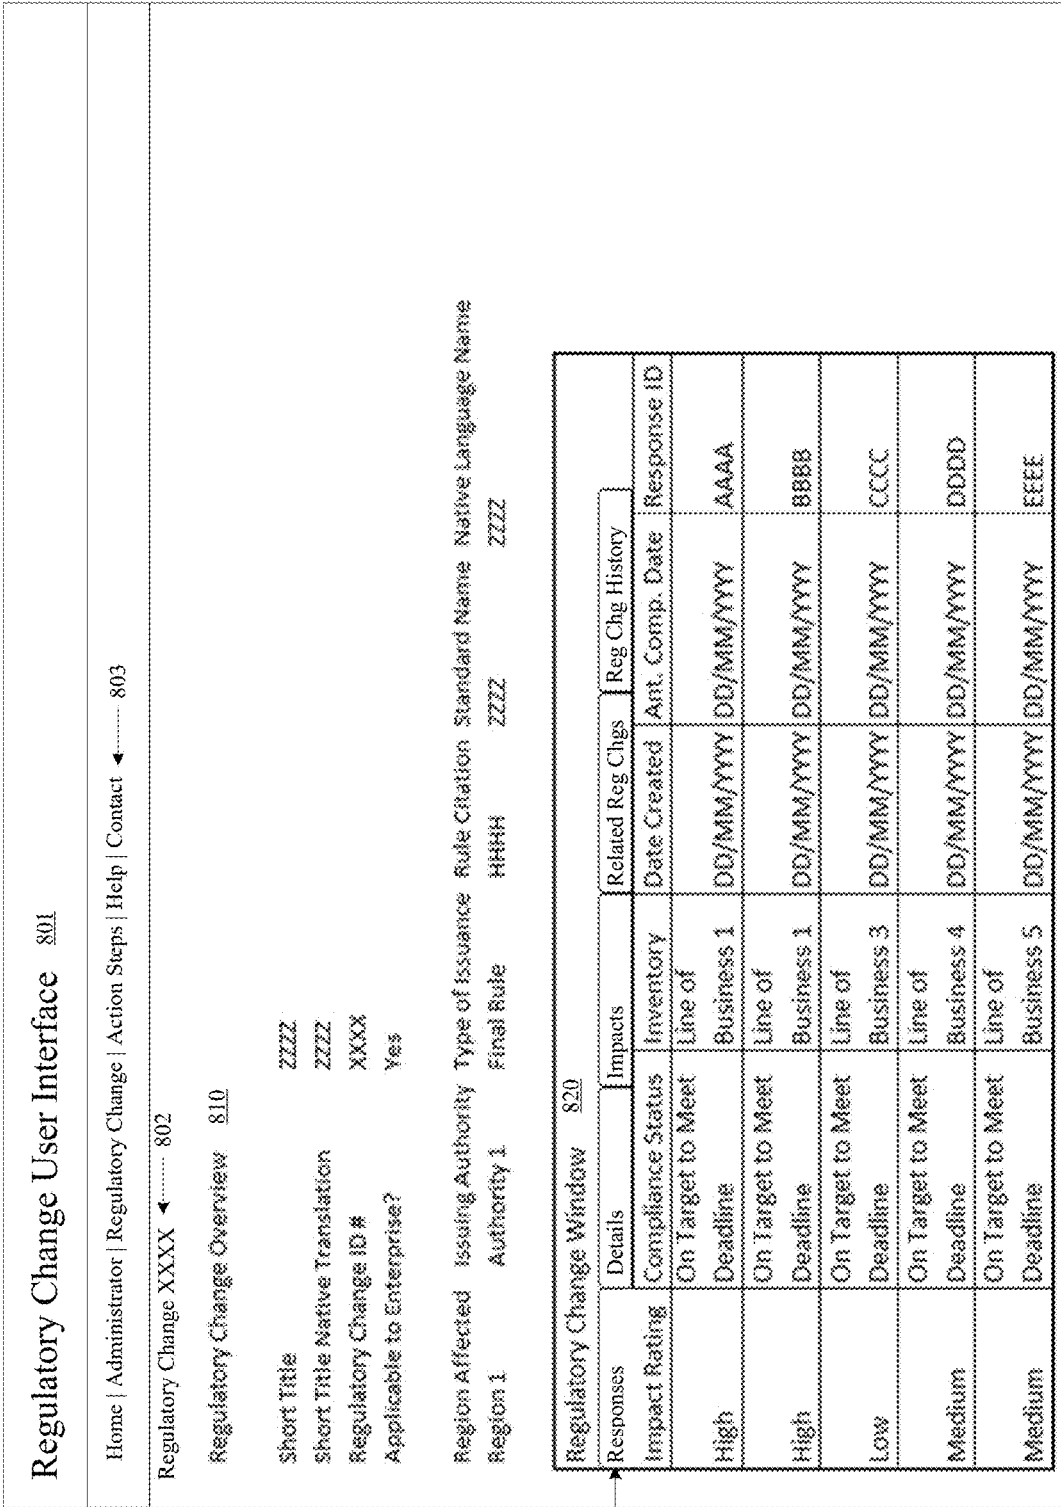 Regulatory Change User Interface 801
Home | Administrator | Regulatory Change | Action Steps | Help | Contact 803
Regulatory Change XXXX 802
Regulatory Change Overview 810
Short Title ZZZZ
Short Title Native Translation ZZZZ
Regulatory Change ID # XXXX
Applicable to Enterprise? Yes
Region Affected Issuing Authority Type of Issuance Rule Citation Standard Name Native Language Name
Region 1 Authority 1 Final Rule HHHH ZZZZ ZZZZ
Regulatory Change Window 820
Responses Details Impacts Related Reg Chgs Reg Chg History
Impact Rating Compliance Status Inventory Date Created Ant. Comp. Date Response ID
On Target to Meet Line of
High Deadline Business 1 DD/MM/YYYY DD/MM/YYYY AAAA
On Target to Meet Line of
High Deadline Business 1 DD/MM/YYYY DD/MM/YYYY BBBB
On Target to Meet Line of
Low Deadline Business 3 DD/MM/YYYY DD/MM/YYYY CCCC
On Target to Meet Line of
Medium Deadline Business 4 DD/MM/YYYY DD/MM/YYYY DDDD
On Target to Meet Line of
Medium Deadline Business 5 DD/MM/YYYY DD/MM/YYYY EEEE